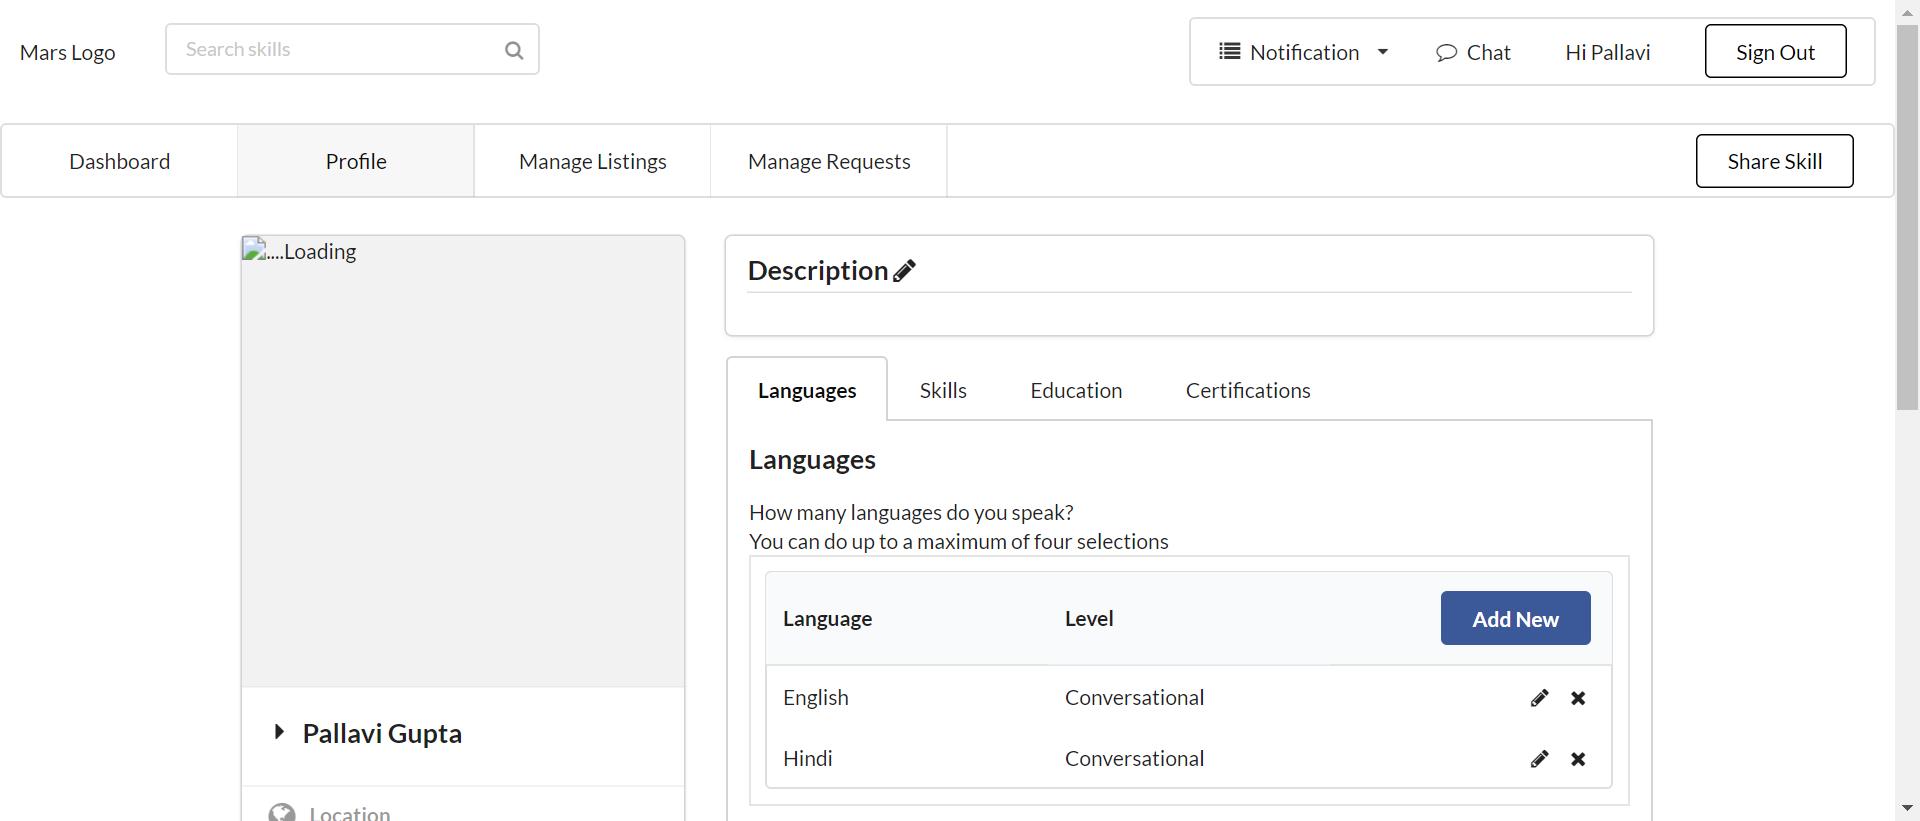 Mars Logo
Search skills
Notification
Chat
Hi Pallavi
Sign Out
Dashboard
Profile
Manage Listings
Manage Requests
Share Skill
....Loading
Pallavi Gupta
Location
Description
Languages
Skills
Education
Certifications
Languages
How many languages do you speak?
You can do up to a maximum of four selections
Language Level Add New
English Conversational
Hindi Conversational